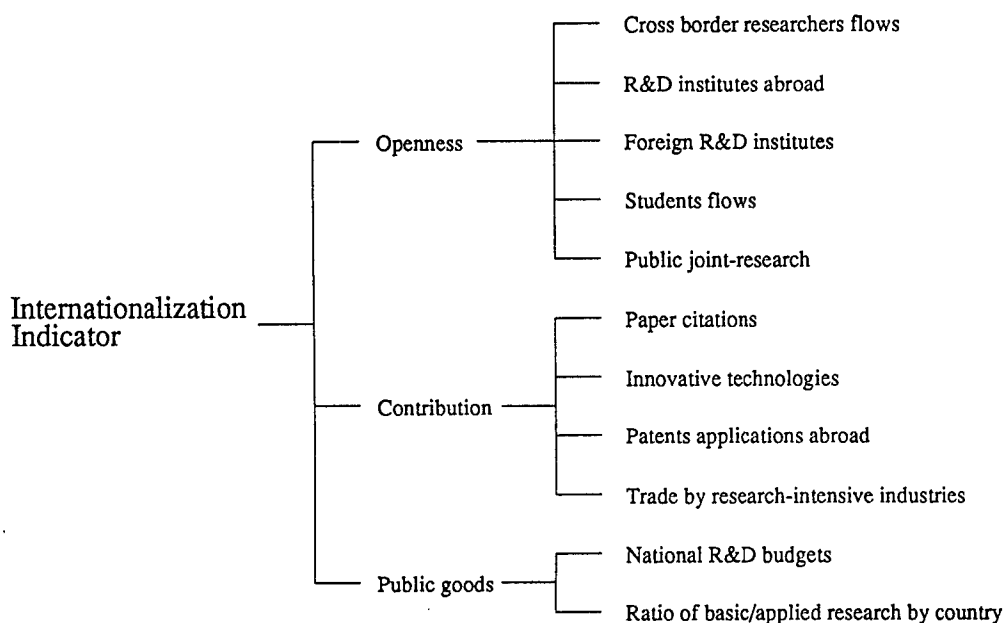 Cross border researchers flows
R&D institutes abroad
Openness
Foreign R&D institutes
Students flows
Public joint-research
Internationalization
Indicator
Paper citations
Innovative technologies
Contribution
Patents applications abroad
Trade by research-intensive industries
National R&D budgets
Public goods
Ratio of basic/applied research by country